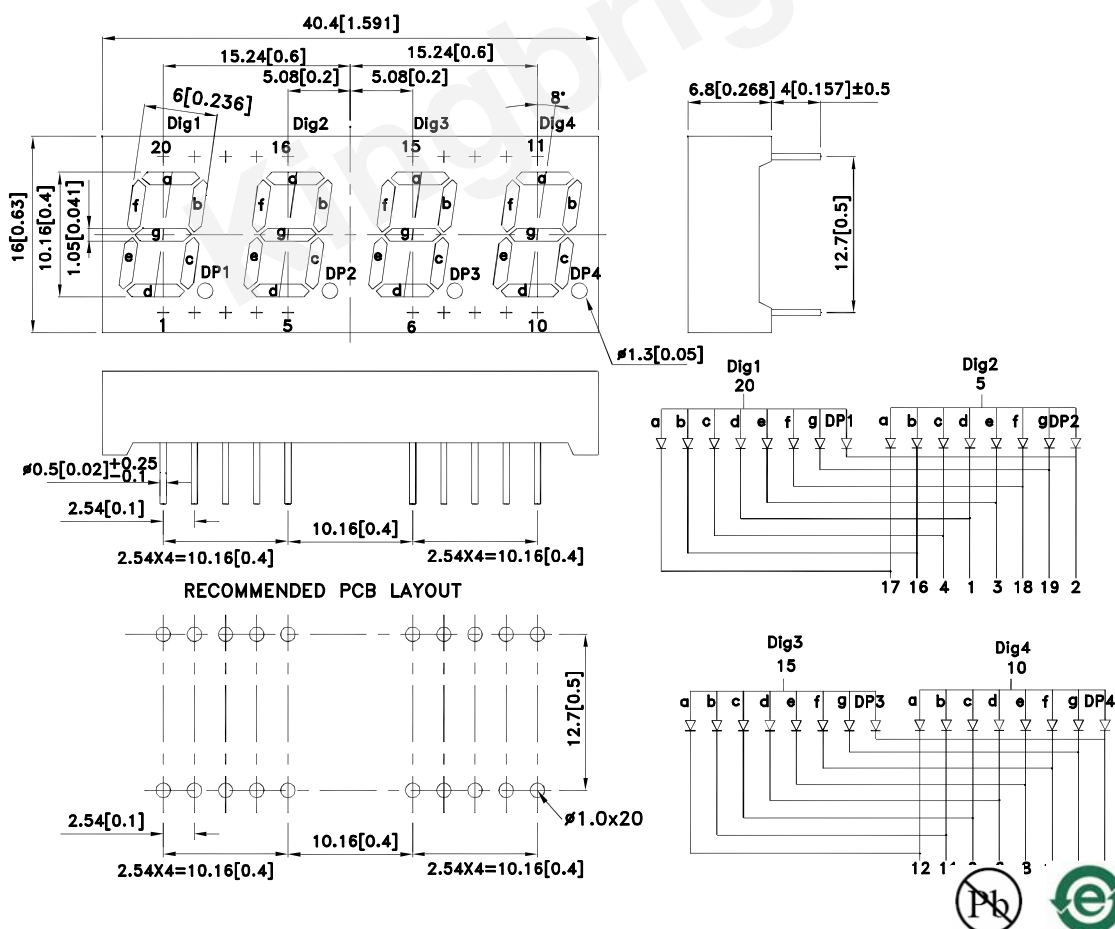 40.4[1.591]
15.24[0.6] 15.24[0.6]
5.08[0.2] 5.08[0.2]
6[0.236] 8°
Dig1 Dig2 Dig3 Dig4
20 16 15 11
a a a a
f b f b f b f b
g g g g
e c e c e c e c
d d d d
DP1 DP2 DP3 DP4
1 5 6 10
16[0.63]
10.16[0.4]
1.05[0.041]
ø1.3[0.05]
6.8[0.268] 4[0.157]±0.5
12.7[0.5]
Kingbrig
ø0.5[0.02]+0.25 -0.1
2.54[0.1]
10.16[0.4]
2.54X4=10.16[0.4] 2.54X4=10.16[0.4]
RECOMMENDED PCB LAYOUT
12.7[0.5]
2.54[0.1]
10.16[0.4]
ø1.0x20
2.54X4=10.16[0.4] 2.54X4=10.16[0.4]
Dig1 Dig2
20 5
a b c d e f g DP1 a b c d e f g DP2
17 16 4 1 3 18 19 2
Dig3 Dig4
15 10
a b c d e f g DP3 a b c d e f g DP4
12
Pb
e